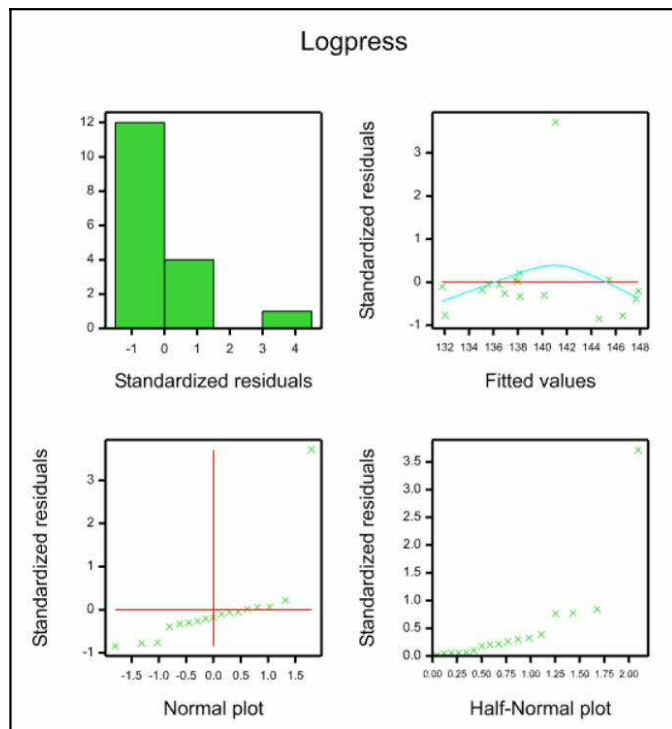 Logpress
12
10
8
6
4
2
0
-1 0 1 2 3 4
Standardized residuals
Standardized residuals
3
2
1
0
-1
132 134 136 138 140 142 144 146 148
Fitted values
Standardized residuals
3
2
1
0
-1
-1.5 -1.0 -0.5 0.0 0.5 1.0 1.5
Normal plot
Standardized residuals
3.5
3.0
2.5
2.0
1.5
1.0
0.5
0.0
0.00 0.25 0.50 0.75 1.00 1.25 1.50 1.75 2.00
Half-Normal plot